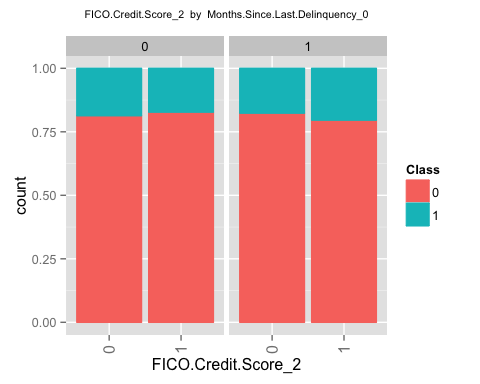 FICO.Credit.Score_2 by Months.Since.Last.Delinquency_0
0 1
1.00
0.75
0.50
0.25
0.00
count
0 1 0 1
FICO.Credit.Score_2
Class
0
1